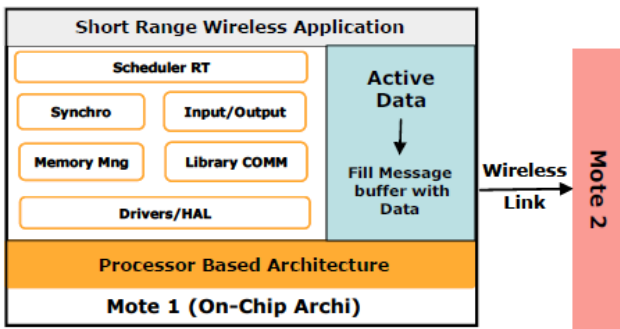 Short Range Wireless Application
Scheduler RT
Synchro
Input/Output
Memory Mng
Library COMM
Drivers/HAL
Active
Data
Fill Message
buffer with
Data
Processor Based Architecture
Mote 1 (On-Chip Archi)
Wireless
Link
Mote 2